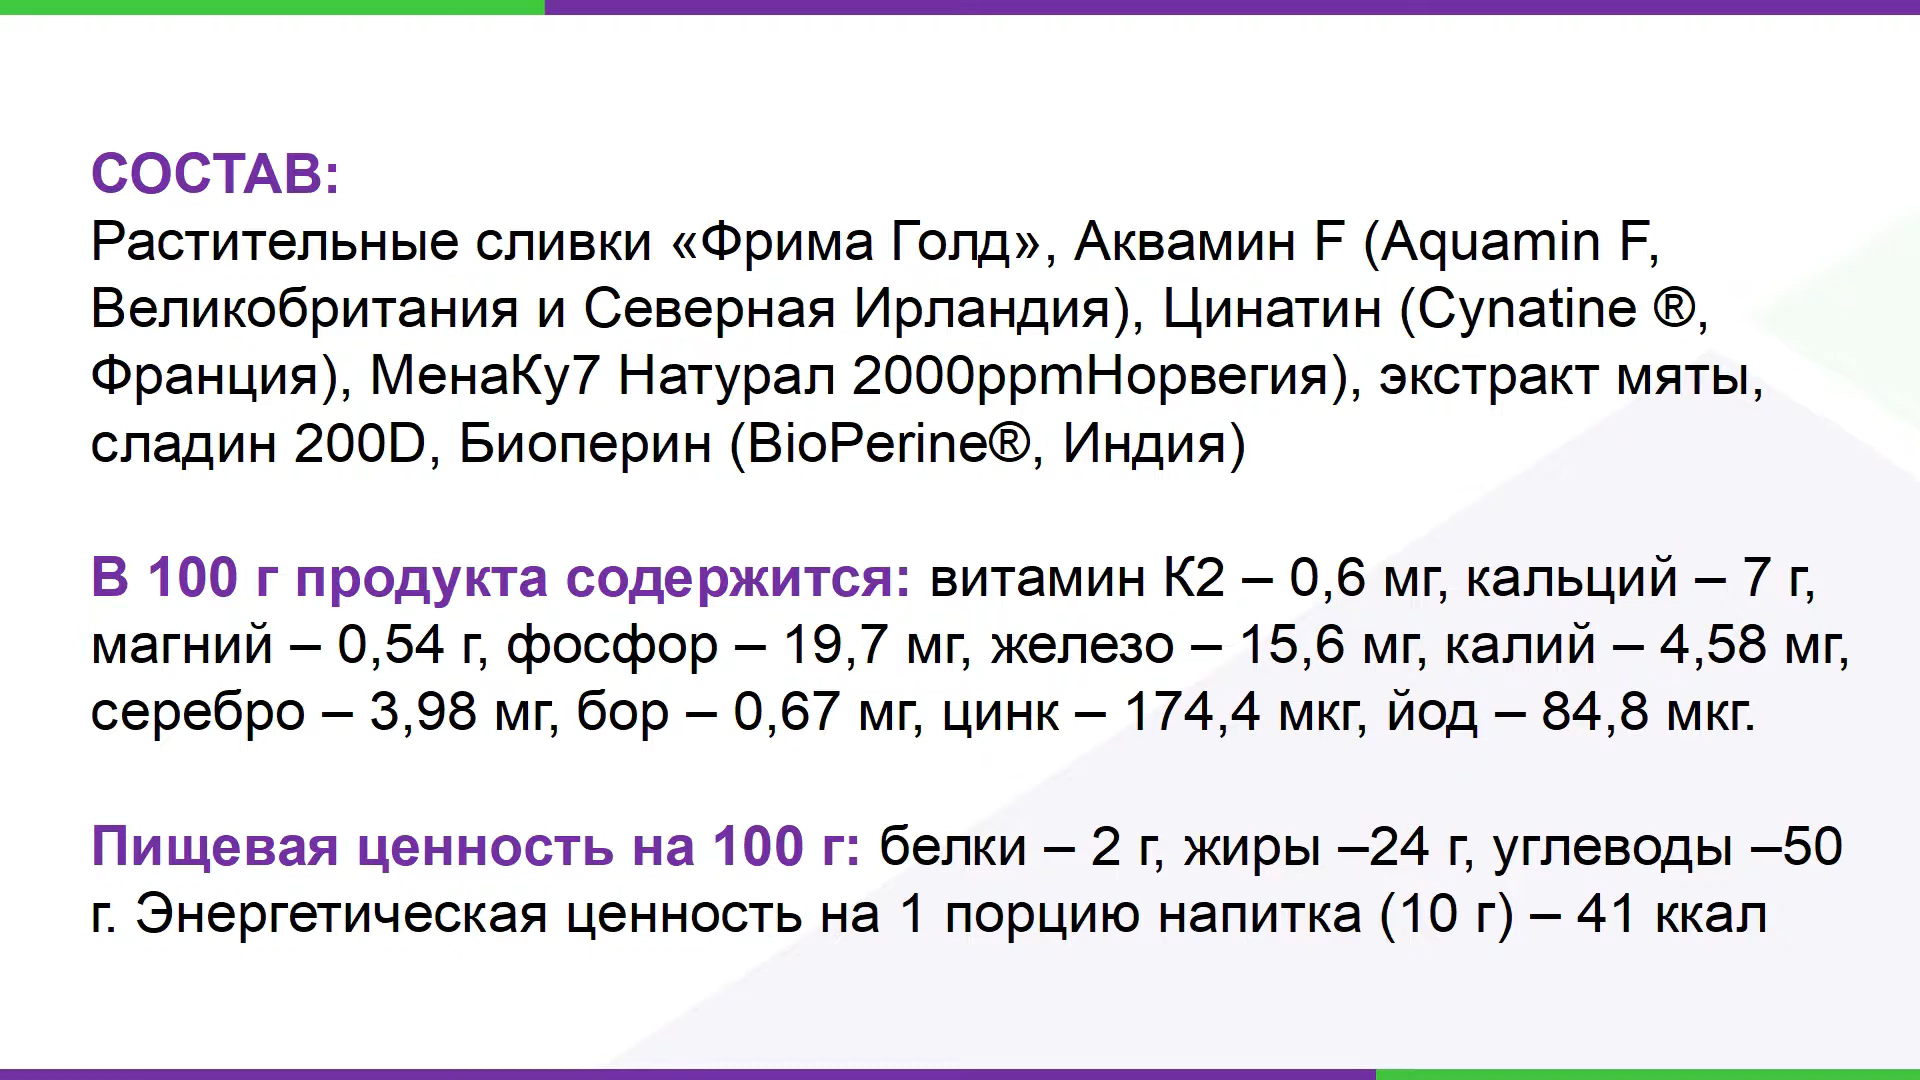 СОСТАВ:
Растительные сливки «Фрима Голд», Аквамин F (Aquamin F,
Великобритания и Северная Ирландия), Цинатин (Cynatine ®,
Франция), МенаКу7 Натурал 2000ppmНорвегия), экстракт мяты,
сладин 200D, Биоперин (BioPerine®, Индия)
В 100 г продукта содержится: витамин К2 – 0,6 мг, кальций – 7 г,
магний – 0,54 г, фосфор – 19,7 мг, железо – 15,6 мг, калий – 4,58 мг,
серебро – 3,98 мг, бор – 0,67 мг, цинк – 174,4 мкг, йод – 84,8 мкг.
Пищевая ценность на 100 г: белки – 2 г, жиры –24 г, углеводы –50
г. Энергетическая ценность на 1 порцию напитка (10 г) – 41 ккал